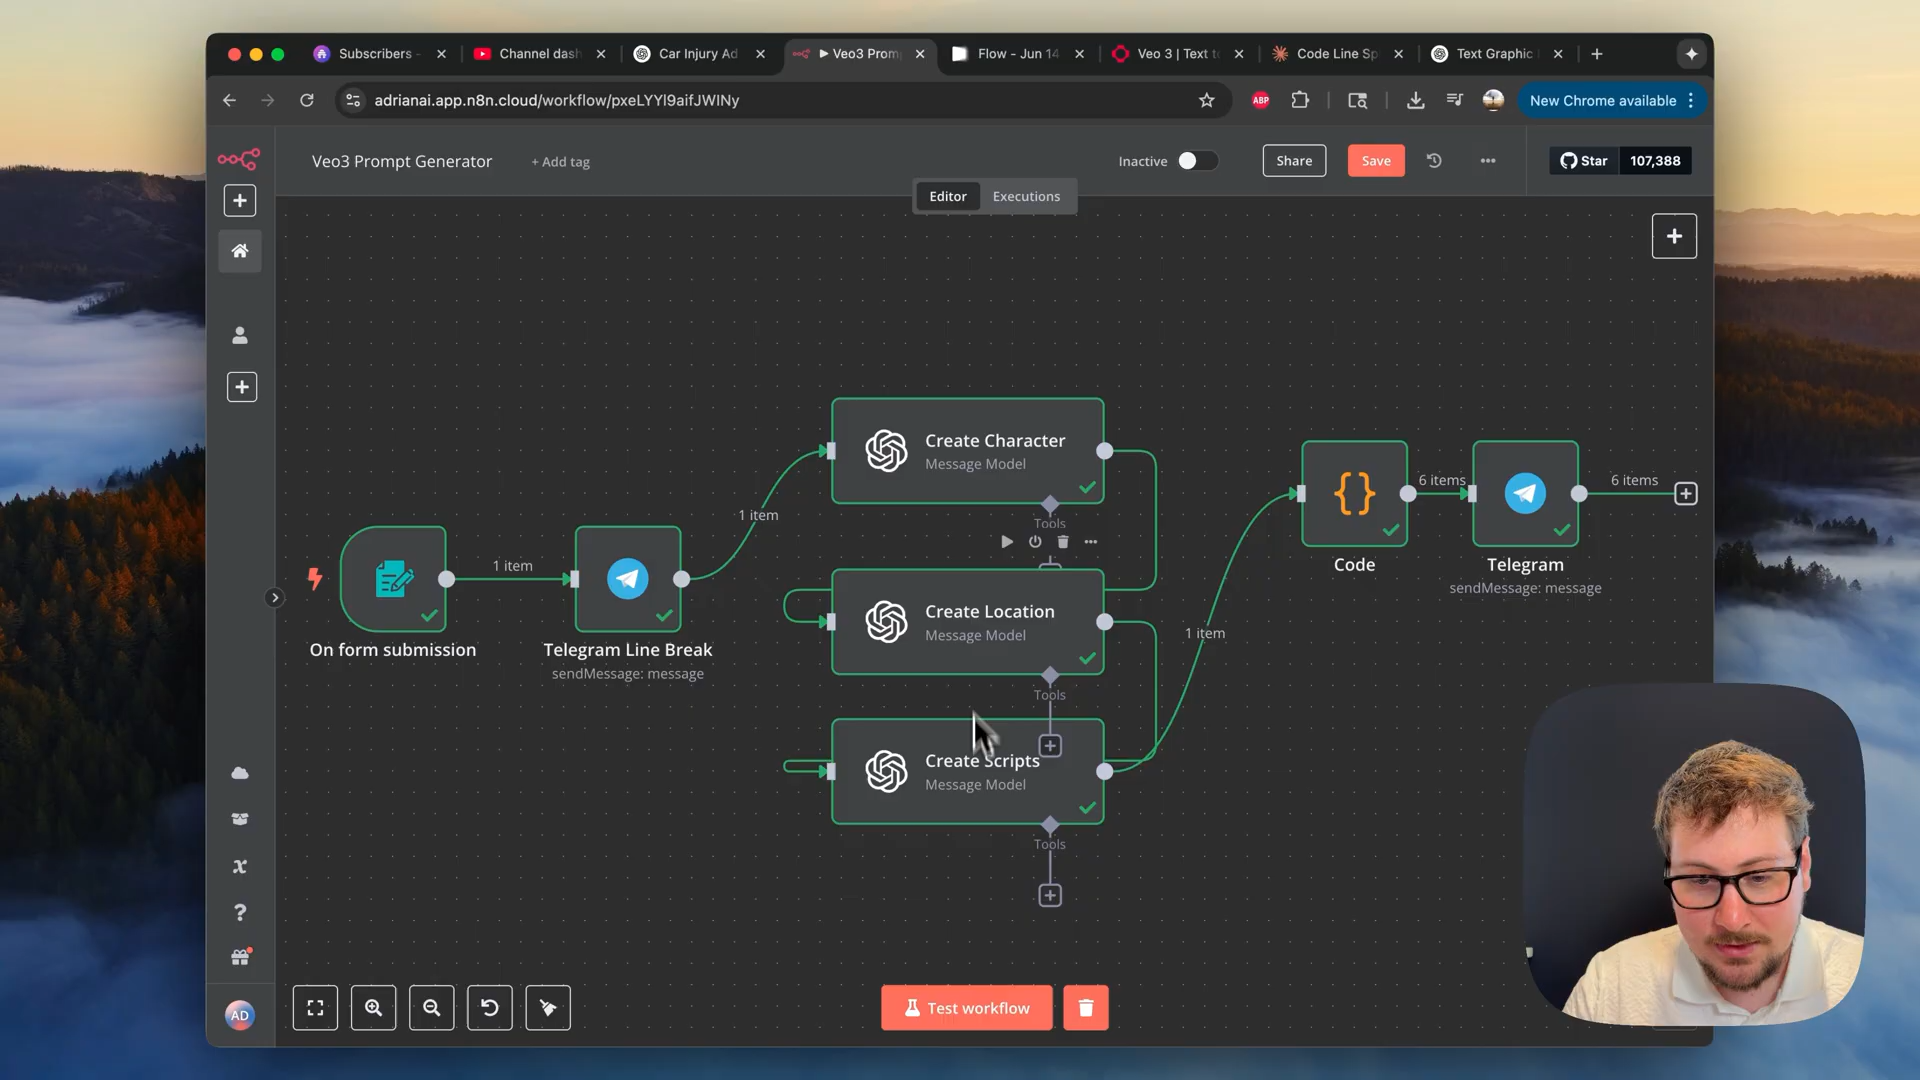 Subscribers -
Channel dash
Car Injury Ad
Veo3 Prom
Flow - Jun 14
Veo 3 | Text t
Code Line Sp
Text Graphic
adrianai.app.n8n.cloud/workflow/pxeLYYl9aifJWlNy
ABP
New Chrome available
Veo3 Prompt Generator
+ Add tag
Inactive
Share
Save
Star
107,388
Editor
Executions
Create Character
Message Model
Tools
1 item
Create Location
Message Model
Tools
1 item
Create Scripts
Message Model
Tools
1 item
On form submission
Telegram Line Break
sendMessage: message
6 items
6 items
Code
Telegram
sendMessage: message
AD
Test workflow